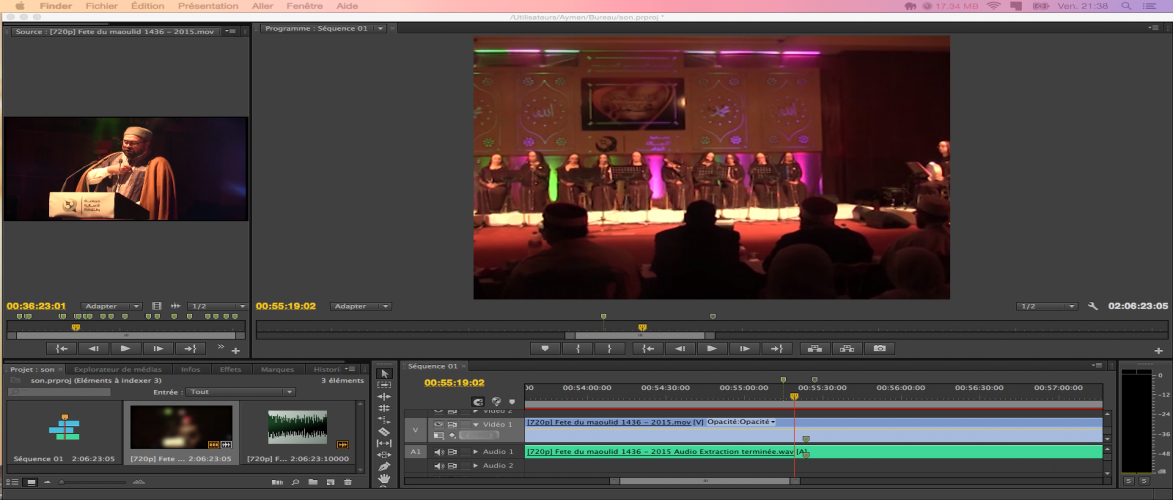 Finder Fichier Édition Présentation Aller Fenêtre Aide 17.34 MB Ven. 21:38
/Utilisateurs/Aymen/Bureau/son.prproj *
Source : [720p] Fete du maoulid 1436 – 2015.mov
Programme : Séquence 01
00:36:23:01 Adapter 1/2
00:55:19:02 Adapter 1/2 02:06:23:05
Projet : son Explorateur de médias Infos Effets Marques Histori
son.prproj (Eléments à indexer 3) 3 éléments
Entrée : Tout
Séquence 01 2:06:23:05
[720p] Fete ... 2:06:23:05
[720p] F... 2:06:23:10000
Séquence 01
00:55:19:02
00 00:54:00:00 00:54:30:00 00:55:00:00 00:55:30:00 00:56:00:00 00:56:30:00 00:57:00:00
Vidéo 2
V Vidéo 1 [720p] Fete du maoulid 1436 – 2015.mov [V] Opacité:Opacité
A1 Audio 1 [720p] Fete du maoulid 1436 – 2015 Audio Extraction terminée.wav [A]
Audio 2
0
-12
-24
-36
-48
dB
S S